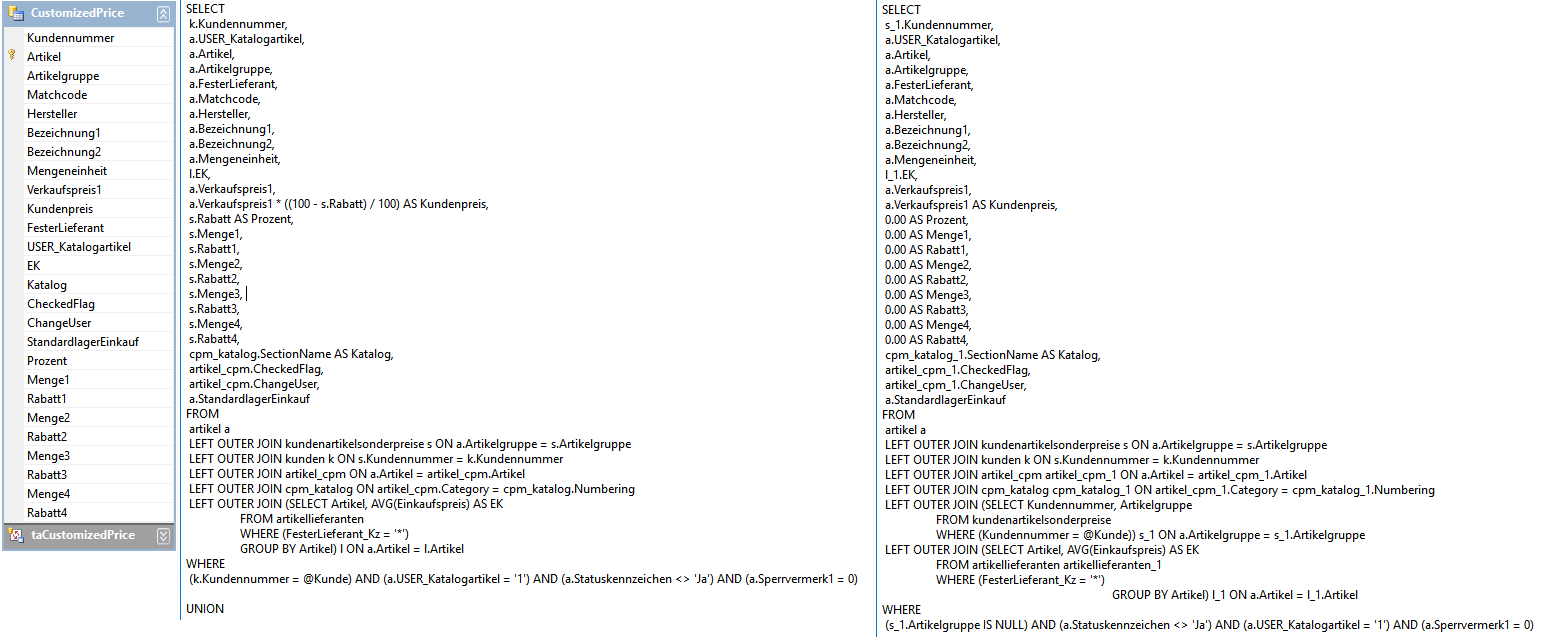 CustomizedPrice
Kundennummer
Artikel
Artikelgruppe
Matchcode
Hersteller
Bezeichnung1
Bezeichnung2
Mengeneinheit
Verkaufspreis1
Kundenpreis
FesterLieferant
USER_Katalogartikel
EK
Katalog
CheckedFlag
ChangeUser
StandardlagerEinkauf
Prozent
Menge1
Rabatt1
Menge2
Rabatt2
Menge3
Rabatt3
Menge4
Rabatt4
taCustomizedPrice
SELECT
k.Kundennummer,
a.USER_Katalogartikel,
a.Artikel,
a.Artikelgruppe,
a.FesterLieferant,
a.Matchcode,
a.Hersteller,
a.Bezeichnung1,
a.Bezeichnung2,
a.Mengeneinheit,
l.EK,
a.Verkaufspreis1,
a.Verkaufspreis1 * ((100 - s.Rabatt) / 100) AS Kundenpreis,
s.Rabatt AS Prozent,
s.Menge1,
s.Rabatt1,
s.Menge2,
s.Rabatt2,
s.Menge3,
s.Rabatt3,
s.Menge4,
s.Rabatt4,
cpm_katalog.SectionName AS Katalog,
artikel_cpm.CheckedFlag,
artikel_cpm.ChangeUser,
a.StandardlagerEinkauf
FROM
artikel a
LEFT OUTER JOIN kundenartikelsonderpreise s ON a.Artikelgruppe = s.Artikelgruppe
LEFT OUTER JOIN kunden k ON s.Kundennummer = k.Kundennummer
LEFT OUTER JOIN artikel_cpm ON a.Artikel = artikel_cpm.Artikel
LEFT OUTER JOIN cpm_katalog ON artikel_cpm.Category = cpm_katalog.Numbering
LEFT OUTER JOIN (SELECT Artikel, AVG(Einkaufspreis) AS EK
FROM artikellieferanten
WHERE (FesterLieferant_Kz = '*')
GROUP BY Artikel) l ON a.Artikel = l.Artikel
WHERE
(k.Kundennummer = @Kunde) AND (a.USER_Katalogartikel = '1') AND (a.Statuskennzeichen <> 'Ja') AND (a.Sperrvermerk1 = 0)
UNION
SELECT
s_1.Kundennummer,
a.USER_Katalogartikel,
a.Artikel,
a.Artikelgruppe,
a.FesterLieferant,
a.Matchcode,
a.Hersteller,
a.Bezeichnung1,
a.Bezeichnung2,
a.Mengeneinheit,
l_1.EK,
a.Verkaufspreis1,
a.Verkaufspreis1 AS Kundenpreis,
0.00 AS Prozent,
0.00 AS Menge1,
0.00 AS Rabatt1,
0.00 AS Menge2,
0.00 AS Rabatt2,
0.00 AS Menge3,
0.00 AS Rabatt3,
0.00 AS Menge4,
0.00 AS Rabatt4,
cpm_katalog_1.SectionName AS Katalog,
artikel_cpm_1.CheckedFlag,
artikel_cpm_1.ChangeUser,
a.StandardlagerEinkauf
FROM
artikel a
LEFT OUTER JOIN kundenartikelsonderpreise s ON a.Artikelgruppe = s.Artikelgruppe
LEFT OUTER JOIN kunden k ON s.Kundennummer = k.Kundennummer
LEFT OUTER JOIN artikel_cpm artikel_cpm_1 ON a.Artikel = artikel_cpm_1.Artikel
LEFT OUTER JOIN cpm_katalog cpm_katalog_1 ON artikel_cpm_1.Category = cpm_katalog_1.Numbering
LEFT OUTER JOIN (SELECT Kundennummer, Artikelgruppe
FROM kundenartikelsonderpreise
WHERE (Kundennummer = @Kunde)) s_1 ON a.Artikelgruppe = s_1.Artikelgruppe
LEFT OUTER JOIN (SELECT Artikel, AVG(Einkaufspreis) AS EK
FROM artikellieferanten artikellieferanten_1
WHERE (FesterLieferant_Kz = '*')
GROUP BY Artikel) l_1 ON a.Artikel = l_1.Artikel
WHERE
(s_1.Artikelgruppe IS NULL) AND (a.Statuskennzeichen <> 'Ja') AND (a.USER_Katalogartikel = '1') AND (a.Sperrvermerk1 = 0)